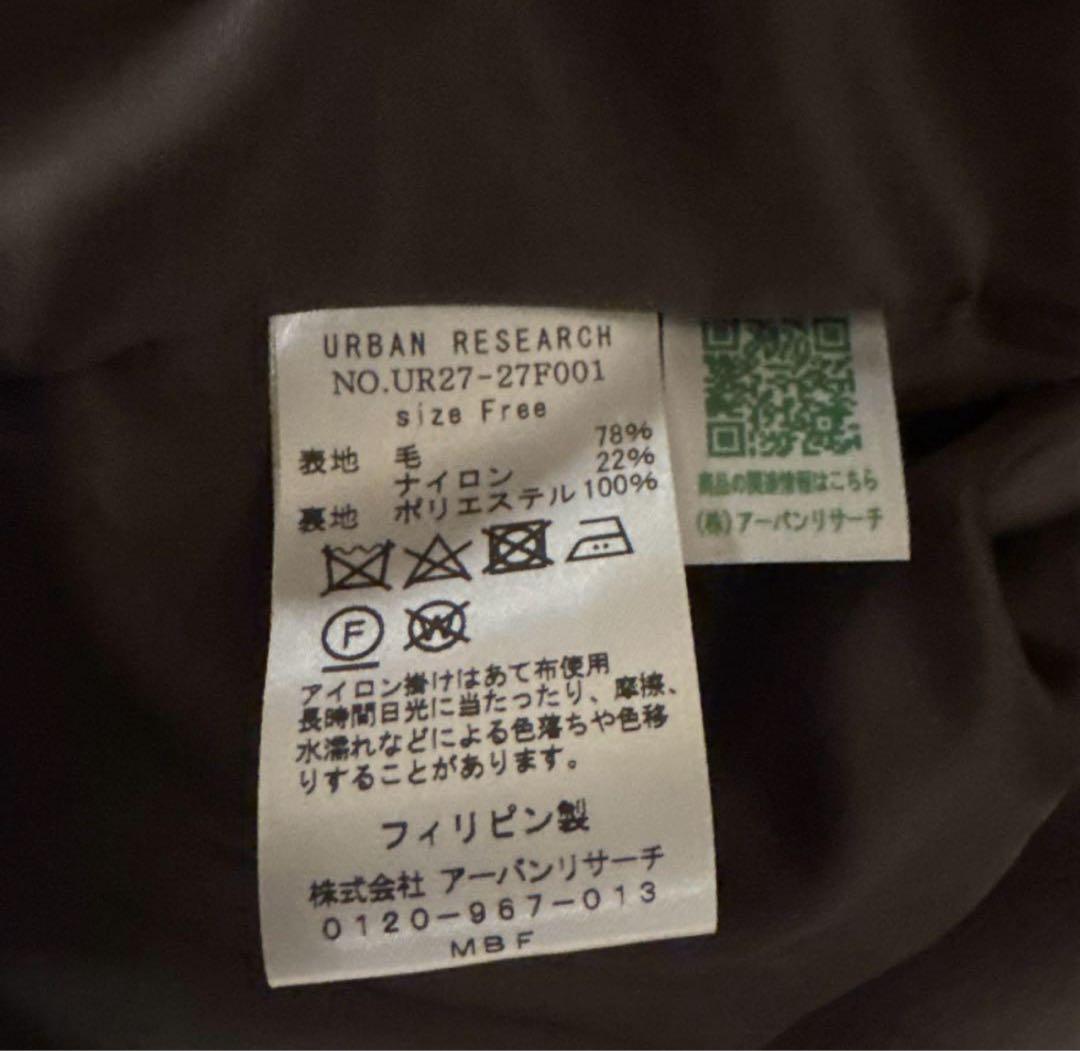 URBAN RESEARCH
NO.UR27-27F001
size Free
表地 毛 78%
ナイロン 22%
裏地 ポリエステル 100%
F
W
アイロン掛けはあて布使用
長時間日光に当たったり、摩擦、
水濡れなどによる色落ちや色移
りすることがあります。
フィリピン製
株式会社 アーバンリサーチ
0120-967-013
MBF
商品の関連情報はこちら
(株)アーバンリサーチ